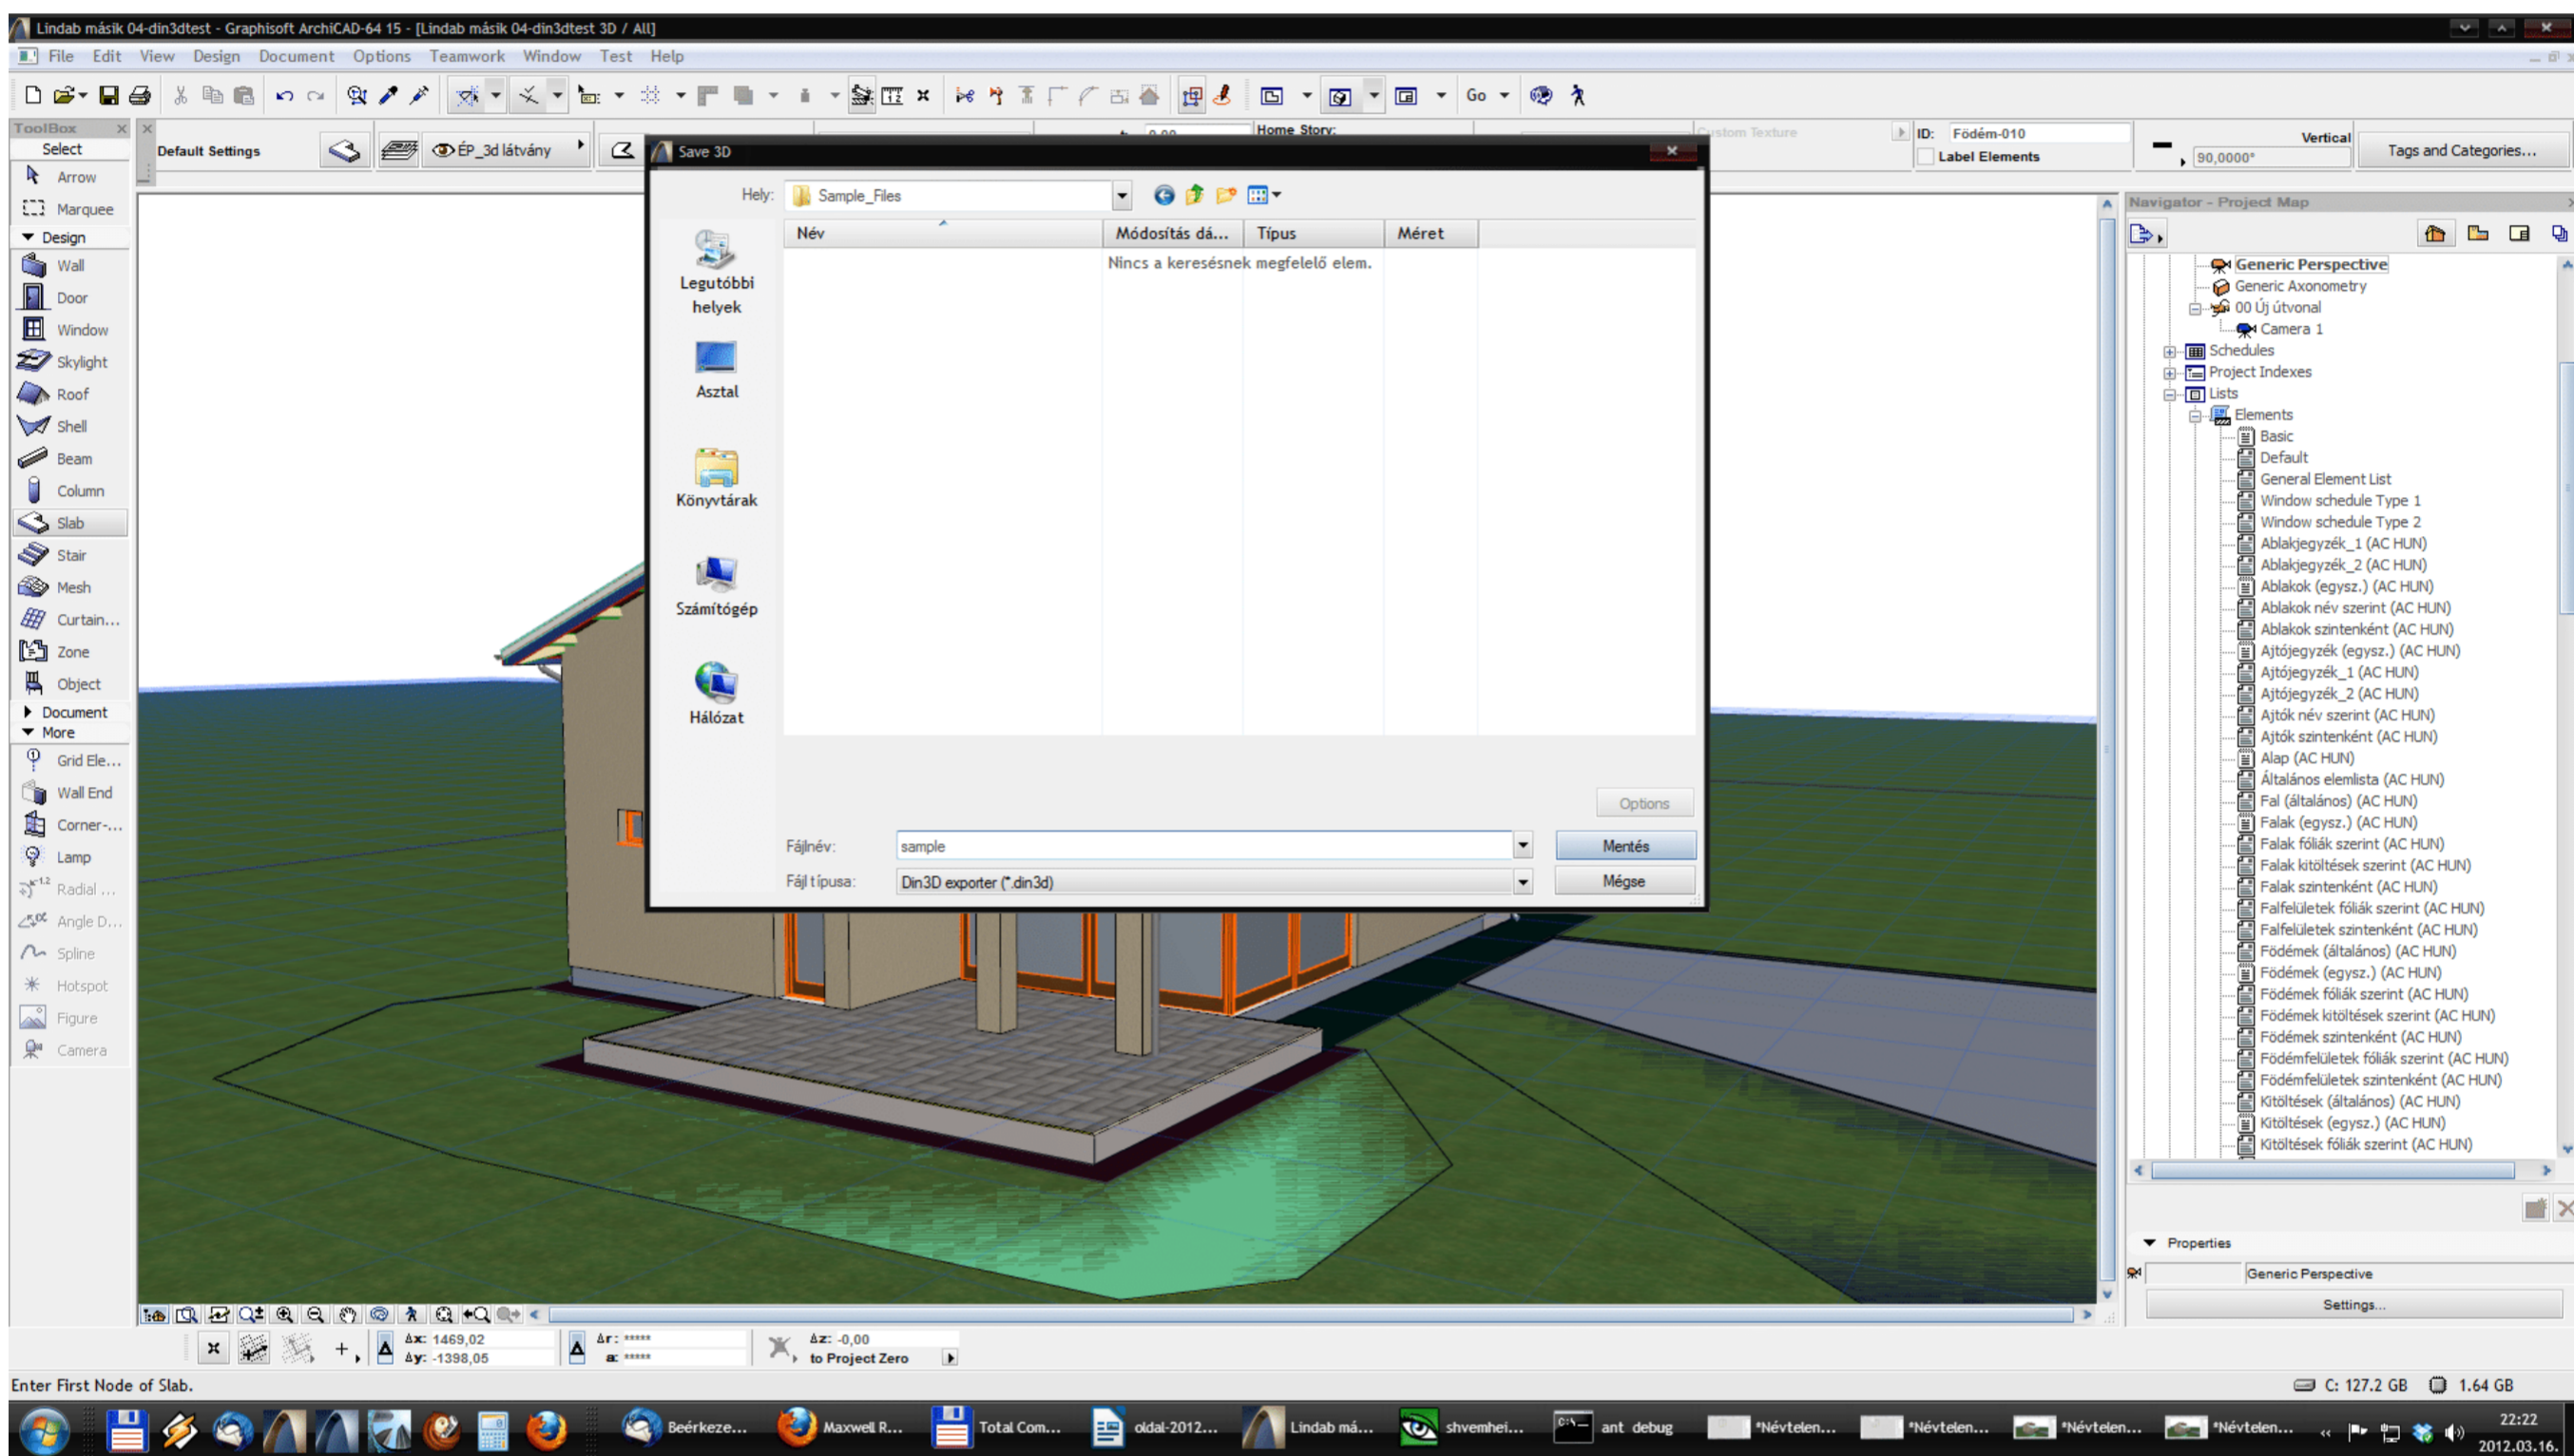 Lindab másik 04-din3dtest - Graphisoft ArchiCAD-64 15 - [Lindab másik 04-din3dtest 3D / All]
File Edit View Design Document Options Teamwork Window Test Help
Go
ToolBox
Select
Arrow
Marquee
Design
Wall
Door
Window
Skylight
Roof
Shell
Beam
Column
Slab
Stair
Mesh
Curtain...
Zone
Object
Document
More
Grid Ele...
Wall End
Corner-...
Lamp
Radial ...
Angle D...
Spline
Hotspot
Figure
Camera
Default Settings
ÉP_3d látvány
Home Story:
Custom Texture
ID: Födém-010
Label Elements
Vertical
90,0000°
Tags and Categories...
Save 3D
Hely: Sample_Files
Név Módosítás dá... Típus Méret
Nincs a keresésnek megfelelő elem.
Legutóbbi
helyek
Asztal
Könyvtárak
Számítógép
Hálózat
Options
Fájlnév: sample Mentés
Fájl típusa: Din3D exporter (*.din3d) Mégse
Navigator - Project Map
Generic Perspective
Generic Axonometry
00 Új útvonal
Camera 1
Schedules
Project Indexes
Lists
Elements
Basic
Default
General Element List
Window schedule Type 1
Window schedule Type 2
Ablakjegyzék_1 (AC HUN)
Ablakjegyzék_2 (AC HUN)
Ablakok (egysz.) (AC HUN)
Ablakok név szerint (AC HUN)
Ablakok szintenként (AC HUN)
Ajtójegyzék (egysz.) (AC HUN)
Ajtójegyzék_1 (AC HUN)
Ajtójegyzék_2 (AC HUN)
Ajtók név szerint (AC HUN)
Ajtók szintenként (AC HUN)
Alap (AC HUN)
Általános elemlista (AC HUN)
Fal (általános) (AC HUN)
Falak (egysz.) (AC HUN)
Falak fóliák szerint (AC HUN)
Falak kitöltések szerint (AC HUN)
Falak szintenként (AC HUN)
Falfelületek fóliák szerint (AC HUN)
Falfelületek szintenként (AC HUN)
Födémek (általános) (AC HUN)
Födémek (egysz.) (AC HUN)
Födémek fóliák szerint (AC HUN)
Födémek kitöltések szerint (AC HUN)
Födémek szintenként (AC HUN)
Födémfelületek fóliák szerint (AC HUN)
Födémfelületek szintenként (AC HUN)
Kitöltések (általános) (AC HUN)
Kitöltések (egysz.) (AC HUN)
Kitöltések fóliák szerint (AC HUN)
Properties
Generic Perspective
Settings...
Δx: 1469,02
Δy: -1398,05
Δr: *****
a: *****
Δz: -0,00
to Project Zero
Enter First Node of Slab.
C: 127.2 GB 1.64 GB
Beérkeze... Maxwell R... Total Com... oldal-2012... Lindab má... shvemhei... ant debug *Névtelen... *Névtelen... *Névtelen... *Névtelen...
22:22
2012.03.16.